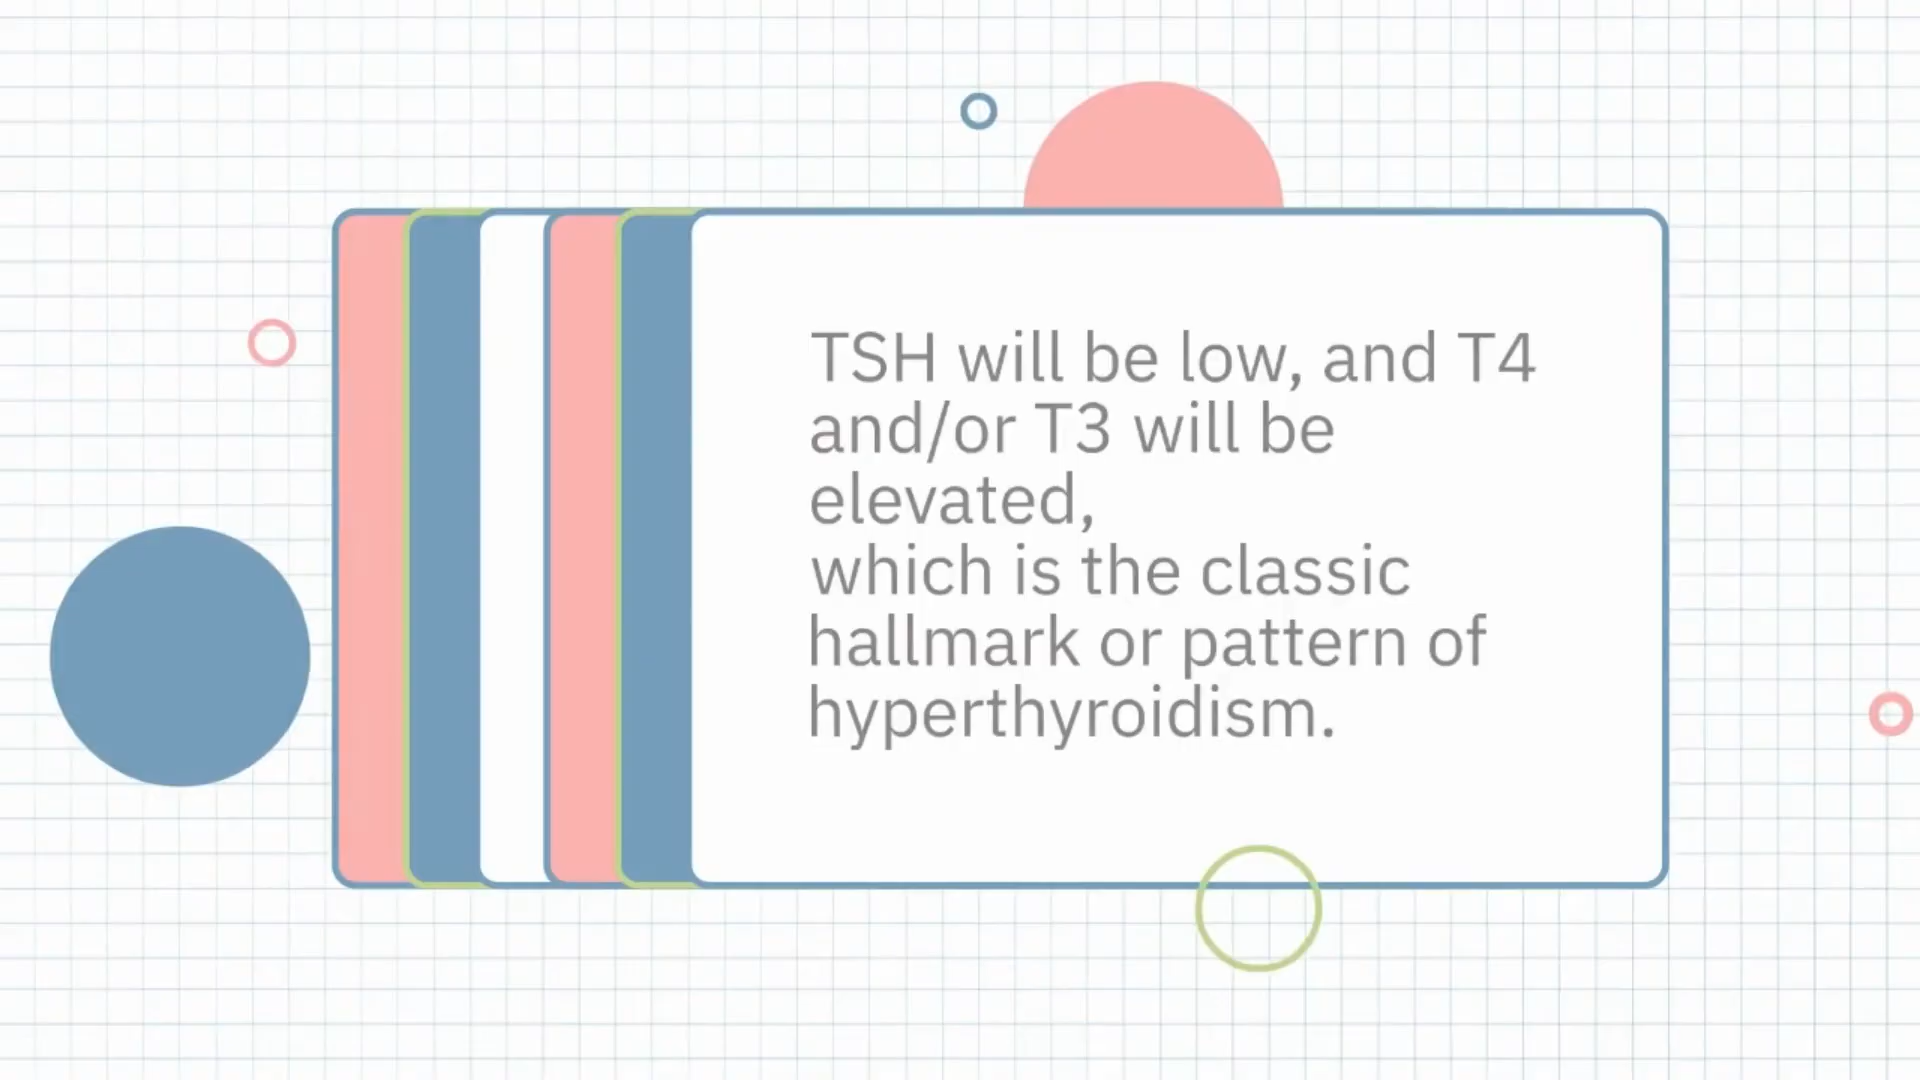 TSH will be low, and T4
and/or T3 will be
elevated,
which is the classic
hallmark or pattern of
hyperthyroidism.